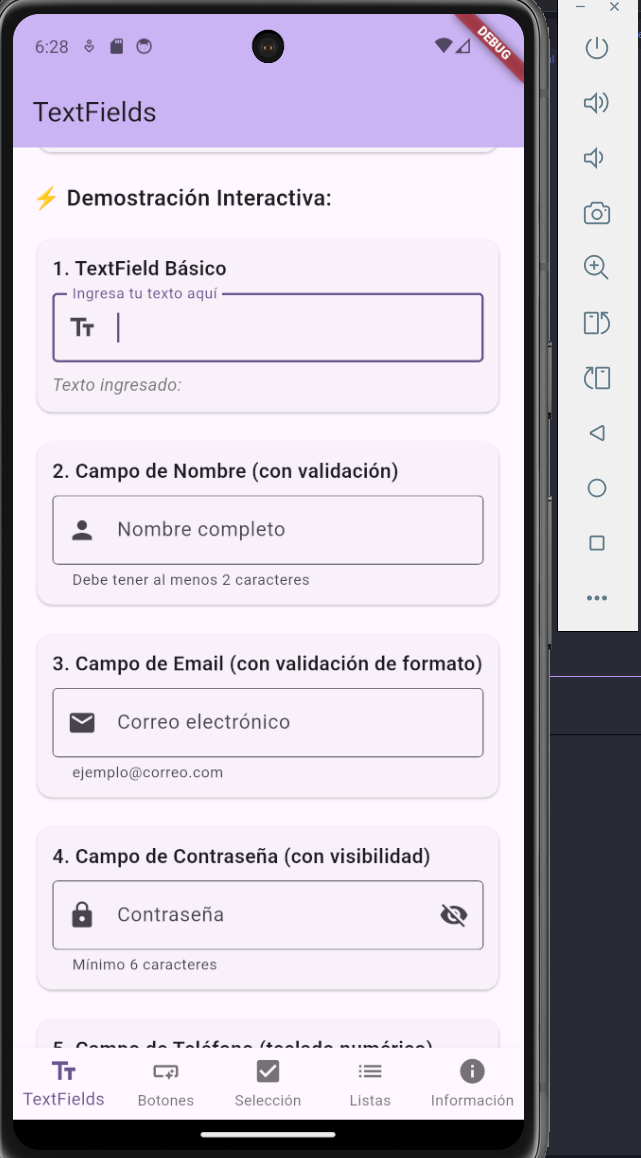 6:28
DEBUG
TextFields
⚡ Demostración Interactiva:
1. TextField Básico
Ingresa tu texto aquí
Texto ingresado:
2. Campo de Nombre (con validación)
Nombre completo
Debe tener al menos 2 caracteres
3. Campo de Email (con validación de formato)
Correo electrónico
ejemplo@correo.com
4. Campo de Contraseña (con visibilidad)
Contraseña
Mínimo 6 caracteres
5. Campo de Teléfono (teclado numérico)
TextFields Botones Selección Listas Información